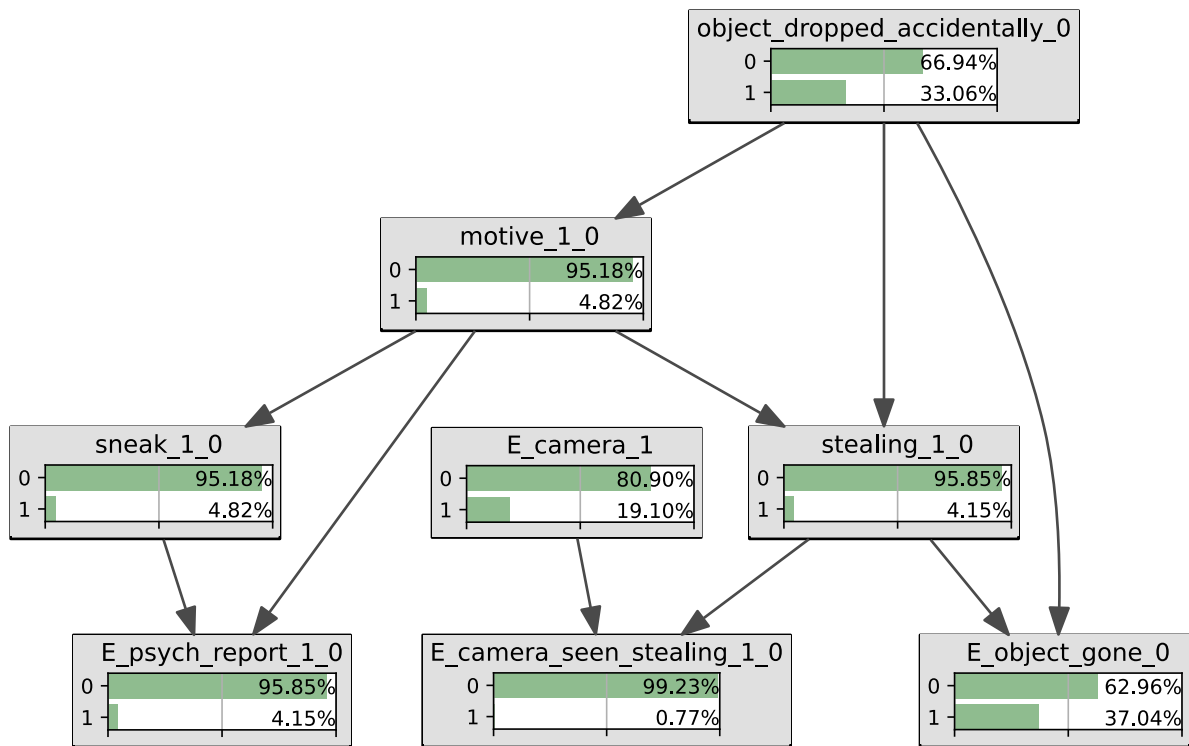 object_dropped_accidentally_0
0 66.94%
1 33.06%
motive_1_0
0 95.18%
1 4.82%
sneak_1_0
0 95.18%
1 4.82%
E_camera_1
0 80.90%
1 19.10%
stealing_1_0
0 95.85%
1 4.15%
E_psych_report_1_0
0 95.85%
1 4.15%
E_camera_seen_stealing_1_0
0 99.23%
1 0.77%
E_object_gone_0
0 62.96%
1 37.04%